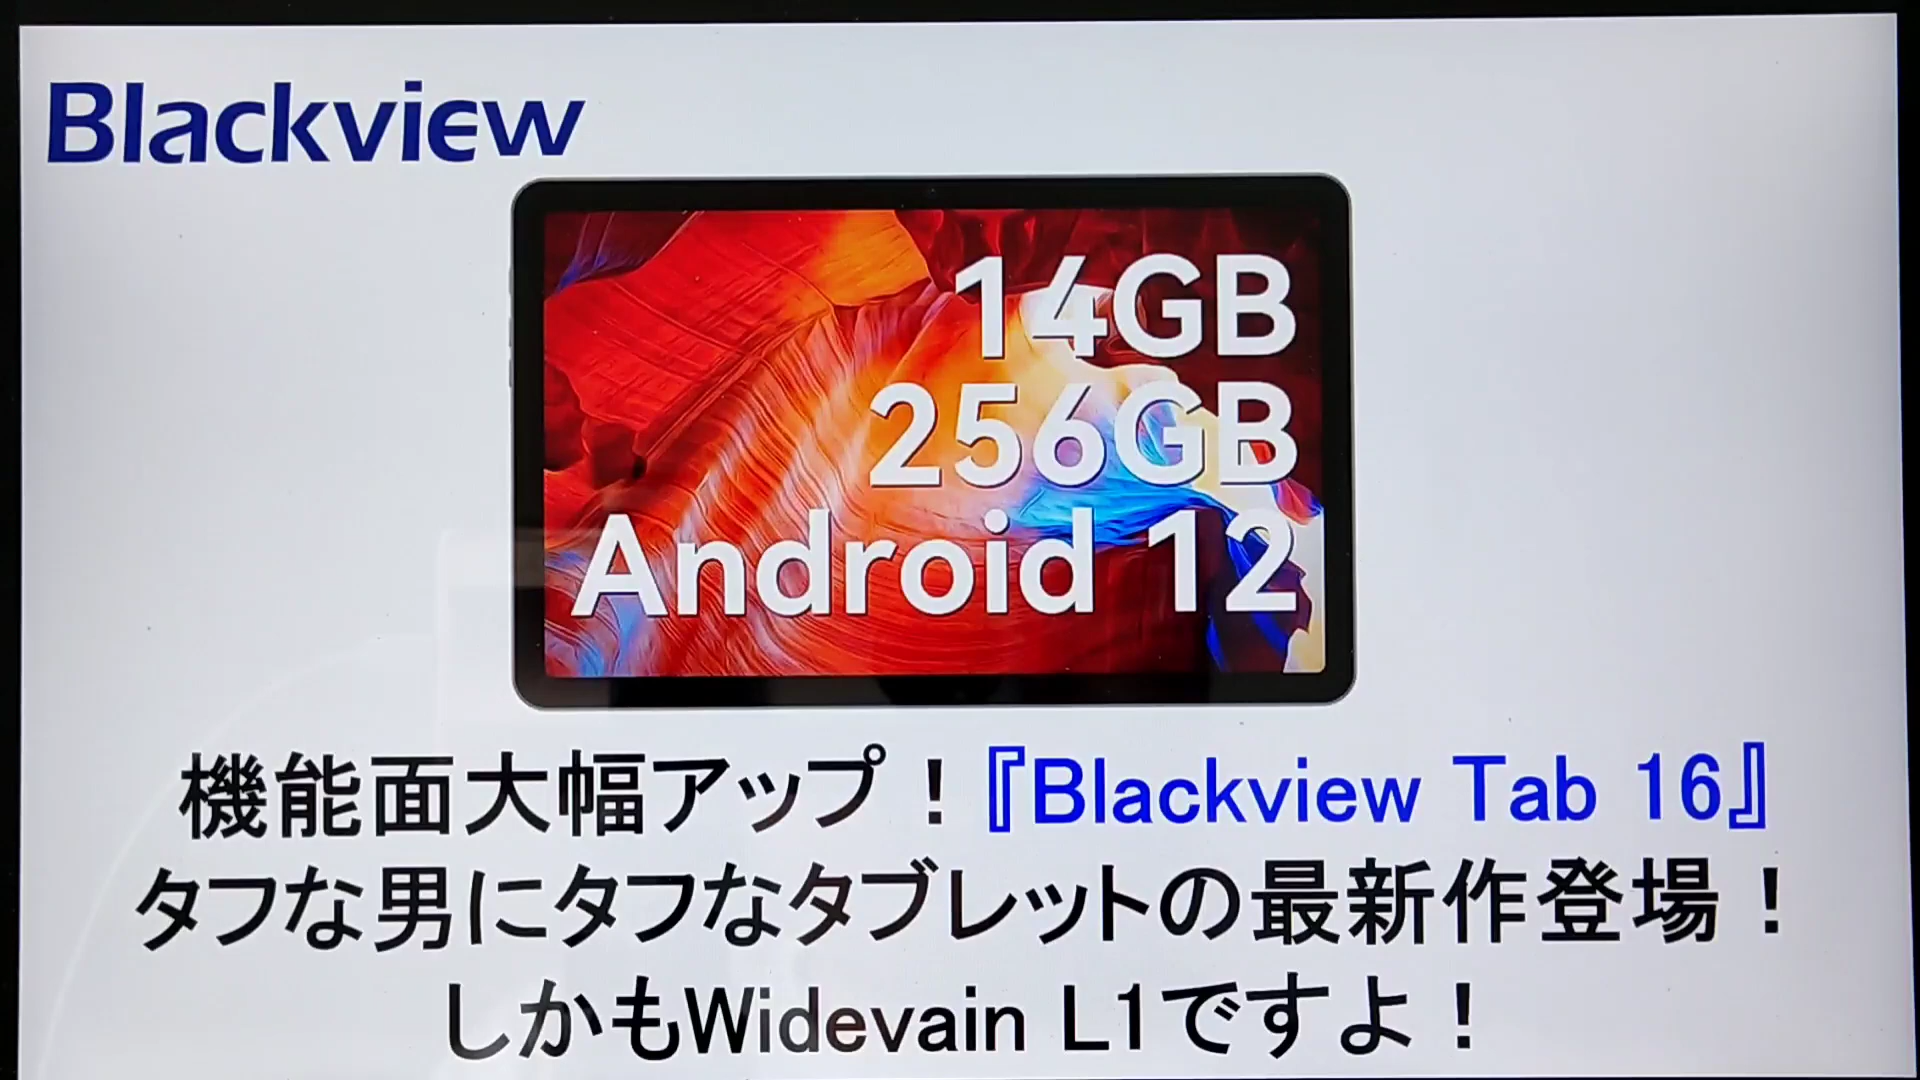 Blackview
14GB
256GB
Android 12
機能面大幅アップ！『Blackview Tab 16』
タフな男にタフなタブレットの最新作登場！
しかもWidevain L1ですよ！